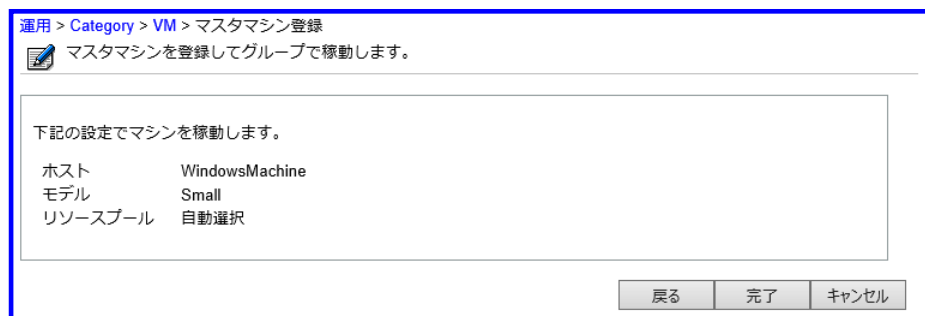 運用 > Category > VM > マスタマシン登録
マスタマシンを登録してグループで稼動します。
下記の設定でマシンを稼動します。
ホスト WindowsMachine
モデル Small
リソースプール 自動選択
戻る 完了 キャンセル